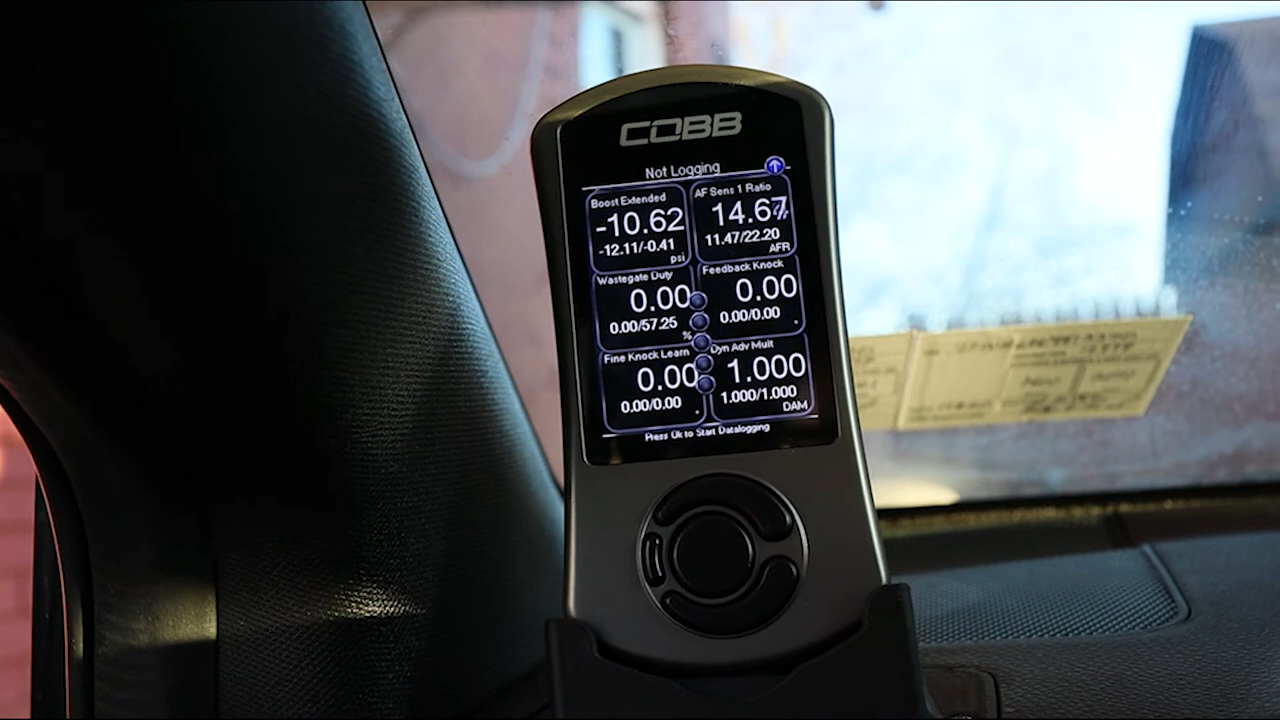 COBB
Not Logging
Boost Extended
-10.62
-12.11/-0.41
psi
AF Sens 1 Ratio
14.67
11.47/22.20
AFR
Wastegate Duty
0.00
0.00/57.25
%
Feedback Knock
0.00
0.00/0.00
Fine Knock Learn
0.00
0.00/0.00
Dyn Adv Mult
1.000
1.000/1.000
DAM
Press Ok to Start Datalogging